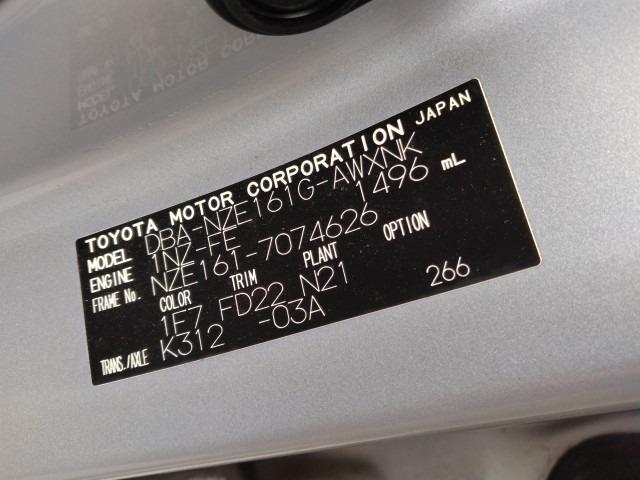 TOYOTA MOTOR CORPORATION JAPAN
MODEL DBA-NZE161G-AWXNK
ENGINE 1NZ-FE 1496 mL
FRAME No. NZE161-7074626
COLOR TRIM PLANT OPTION
1F7 FD22 N21 266
TRANS./AXLE K312 -03A